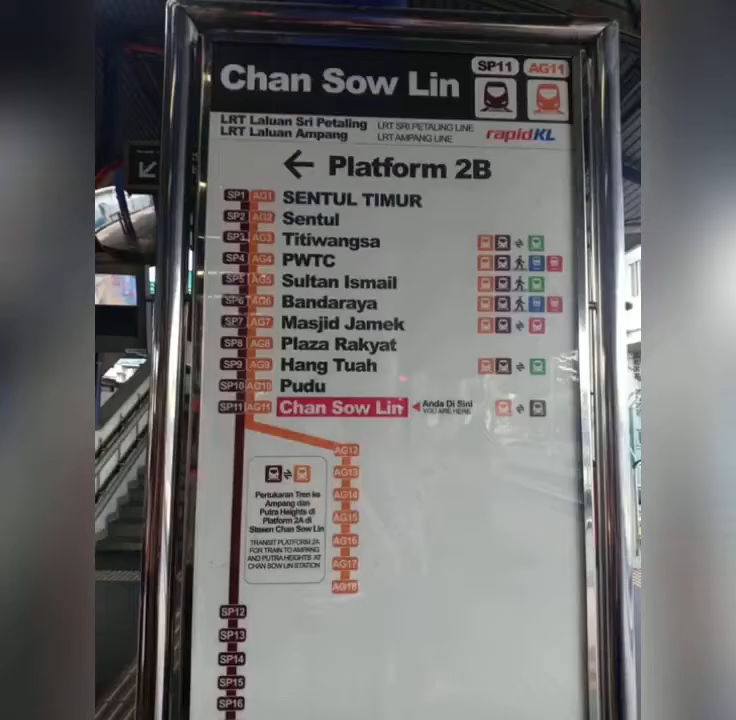 Chan Sow Lin
SP11 AG11
LRT Laluan Sri Petaling LRT SRI PETALING LINE
LRT Laluan Ampang LRT AMPANG LINE
rapidKL
← Platform 2B
SP1 AG1 SENTUL TIMUR
SP2 AG2 Sentul
SP3 AG3 Titiwangsa
SP4 AG4 PWTC
SP5 AG5 Sultan Ismail
SP6 AG6 Bandaraya
SP7 AG7 Masjid Jamek
SP8 AG8 Plaza Rakyat
SP9 AG9 Hang Tuah
SP10 AG10 Pudu
SP11 AG11 Chan Sow Lin
Anda Di Sini
YOU ARE HERE
AG12
AG13
AG14
AG15
AG16
AG17
AG18
Pertukaran Tren ke
Ampang dan
Putra Heights di
Platform 2A di
Stesen Chan Sow Lin
TRANSIT PLATFORM 2A
FOR TRAIN TO AMPANG
AND PUTRA HEIGHTS AT
CHAN SOW LIN STATION
SP12
SP13
SP14
SP15
SP16